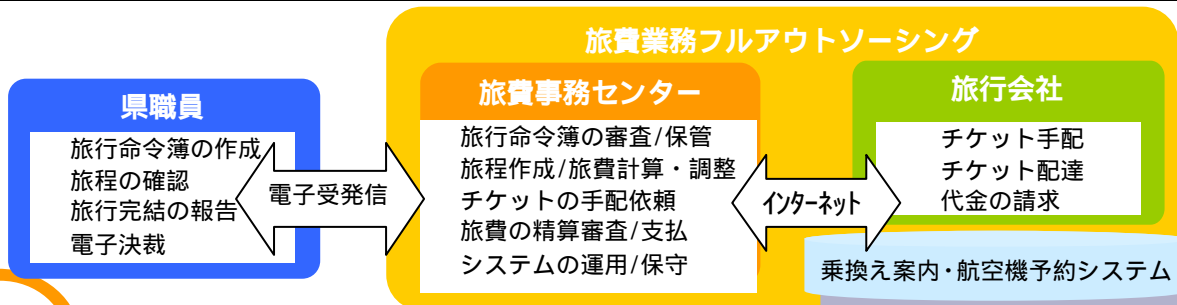 旅費業務フルアウトソーシング
県職員
旅行命令簿の作成
旅程の確認
旅行完結の報告
電子決裁
電子受発信
旅費事務センター
旅行命令簿の審査/保管
旅程作成/旅費計算・調整
チケットの手配依頼
旅費の精算審査/支払
システムの運用/保守
インターネット
旅行会社
チケット手配
チケット配達
代金の請求
乗換え案内・航空機予約システム